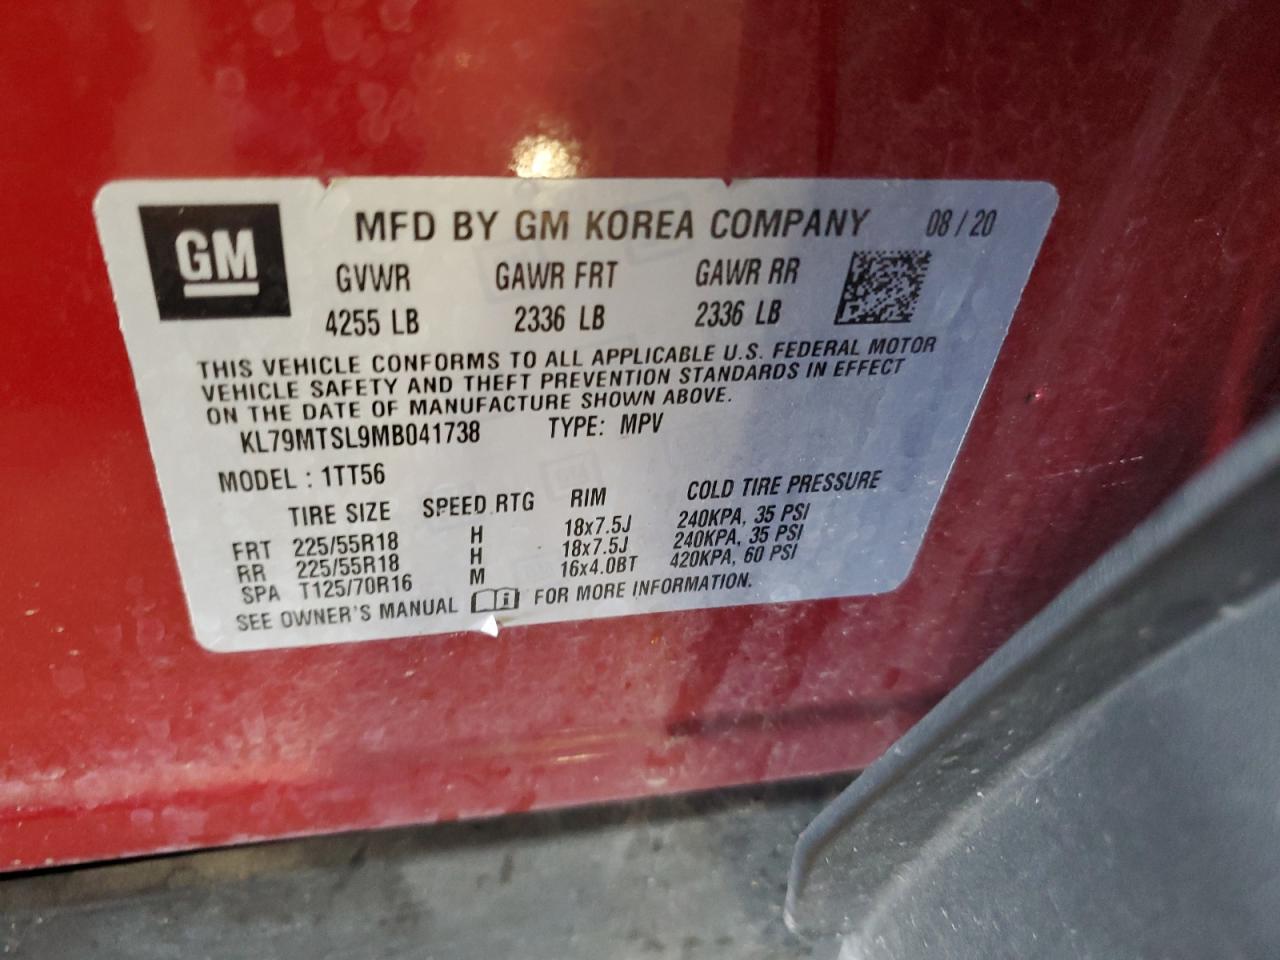 GM MFD BY GM KOREA COMPANY 08/20
GVWR GAWR FRT GAWR RR
4255 LB 2336 LB 2336 LB
THIS VEHICLE CONFORMS TO ALL APPLICABLE U.S. FEDERAL MOTOR
VEHICLE SAFETY AND THEFT PREVENTION STANDARDS IN EFFECT
ON THE DATE OF MANUFACTURE SHOWN ABOVE.
KL79MTSL9MB041738 TYPE: MPV
MODEL : 1TT56
TIRE SIZE SPEED RTG RIM COLD TIRE PRESSURE
FRT 225/55R18 H 18x7.5J 240KPA, 35 PSI
RR 225/55R18 H 18x7.5J 240KPA, 35 PSI
SPA T125/70R16 M 16x4.0BT 420KPA, 60 PSI
SEE OWNER'S MANUAL FOR MORE INFORMATION.